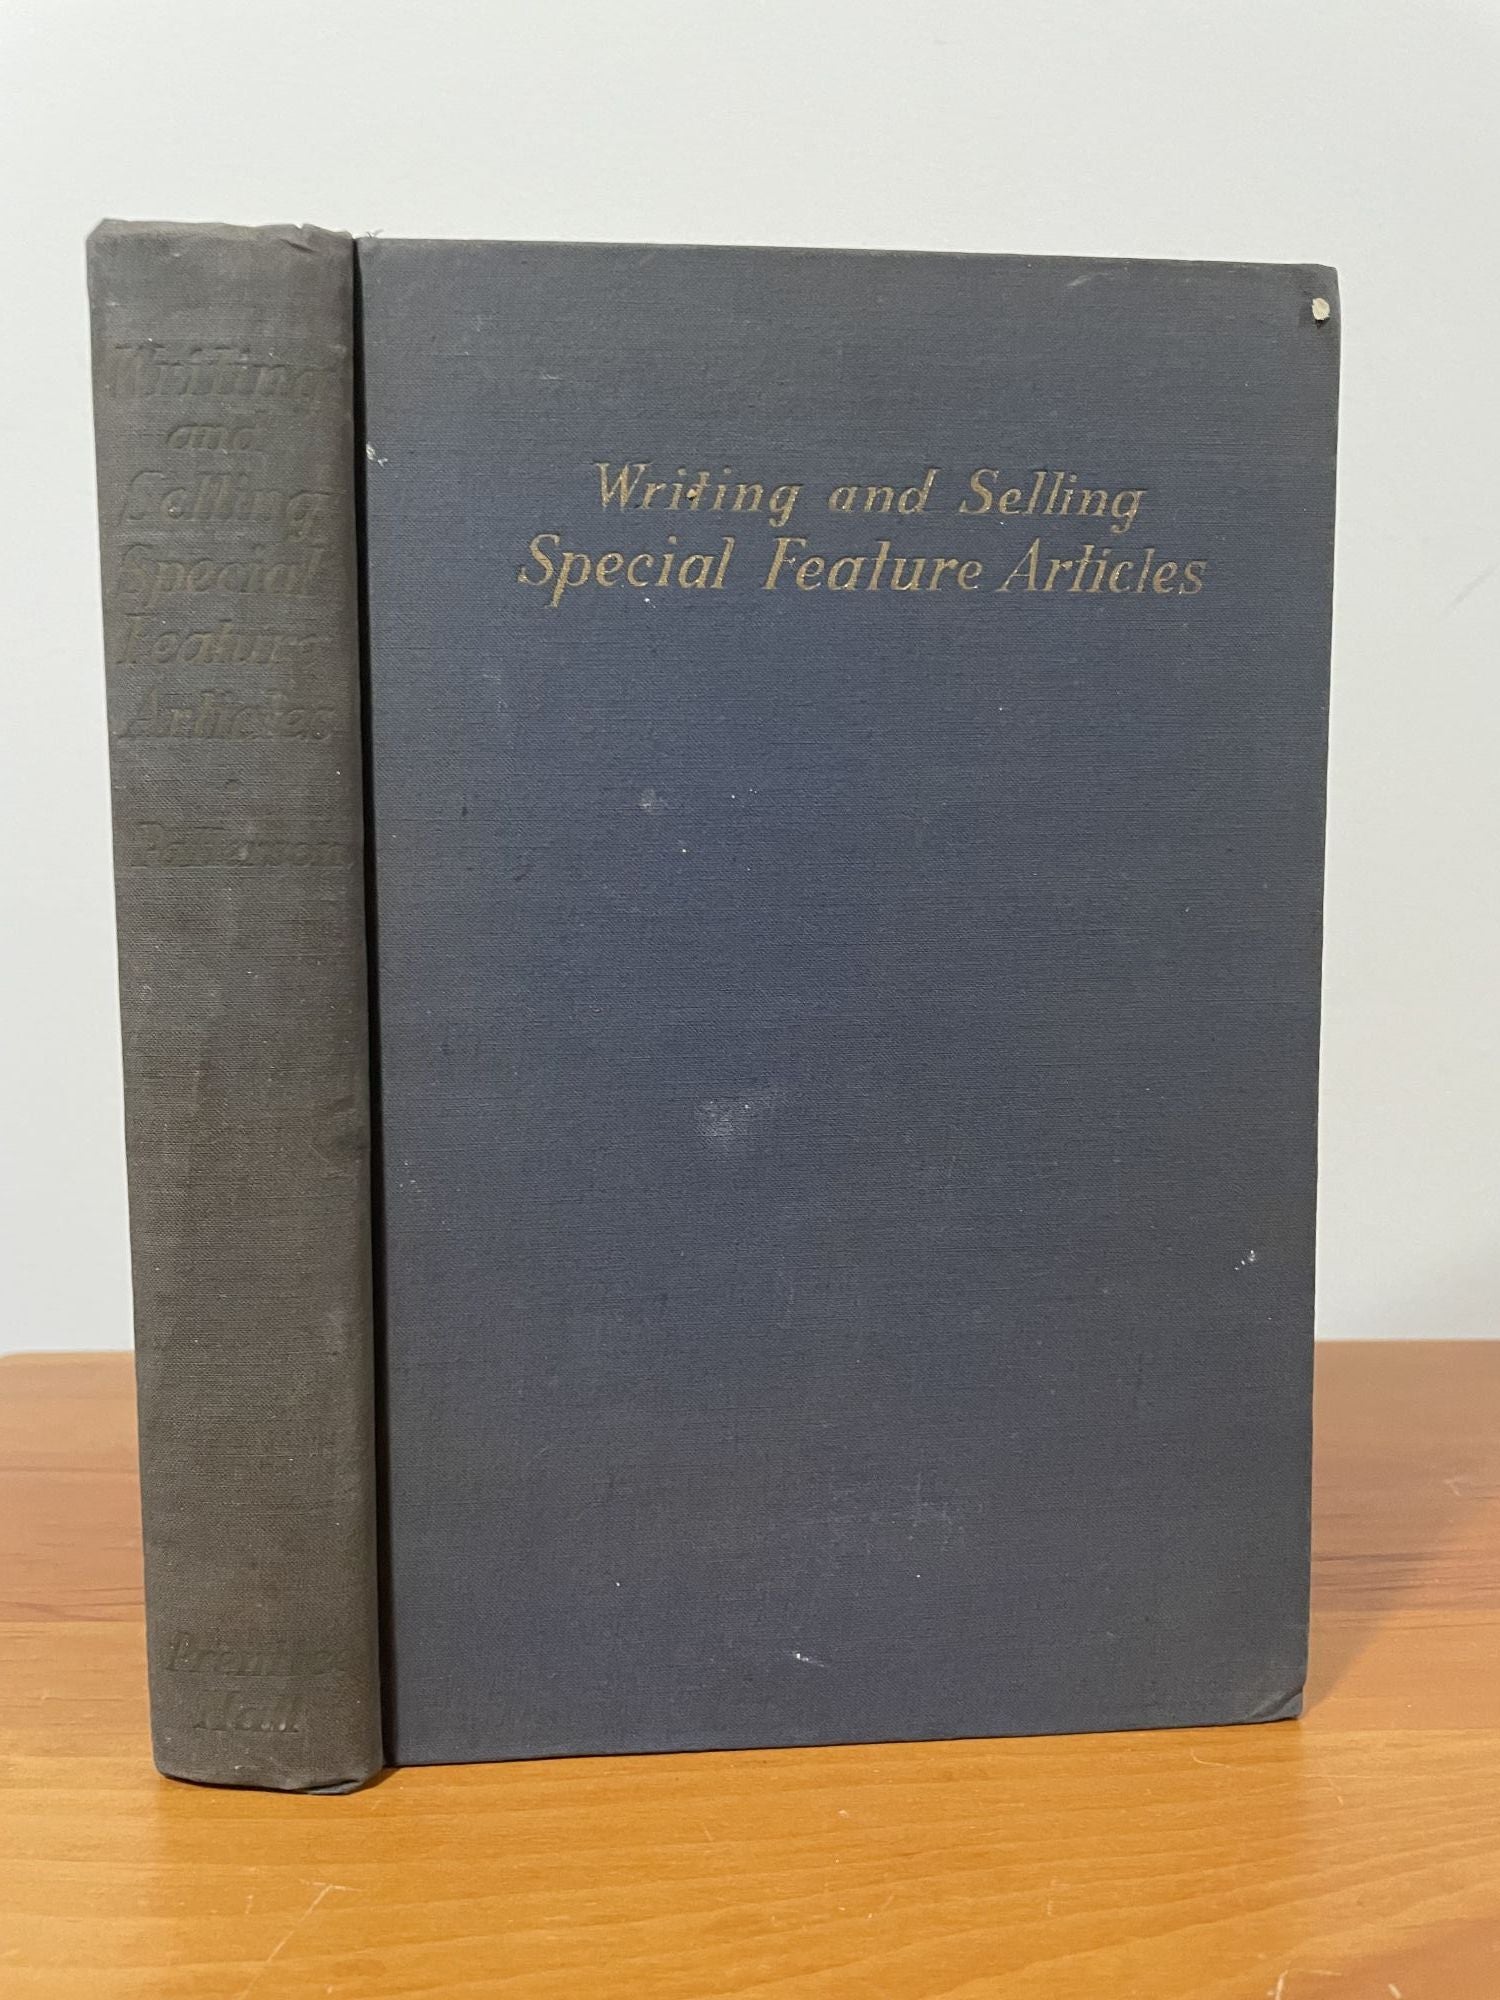 Writing
and
Selling
Special
Feature
Articles
Patterson
Prentice
Hall
Writing and Selling
Special Feature Articles